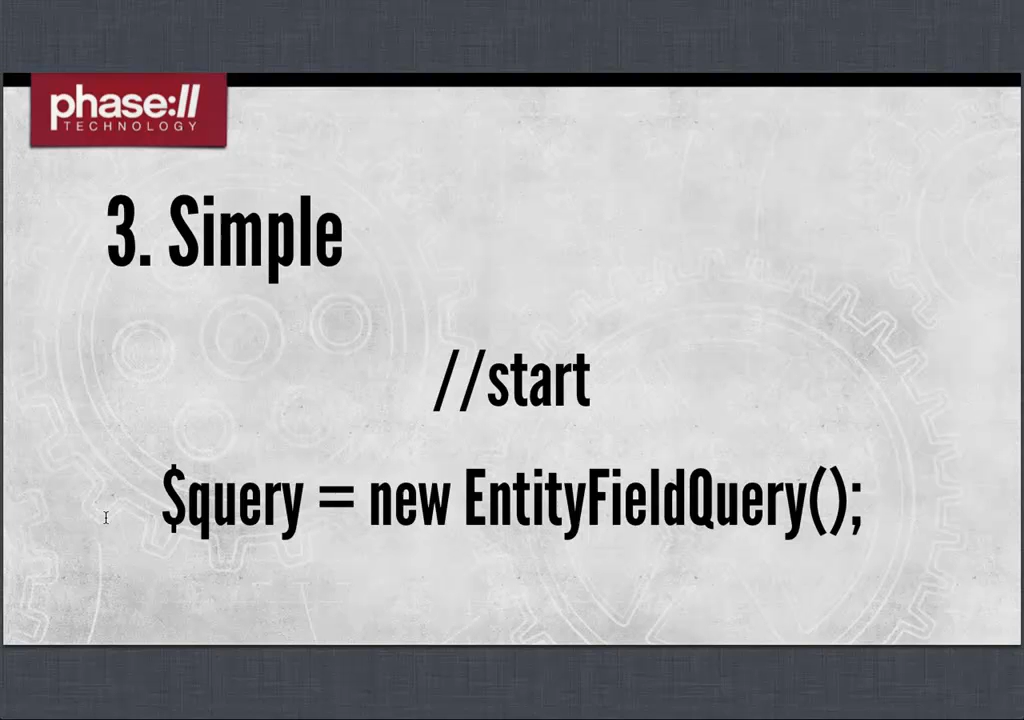 phase://
TECHNOLOGY
3. Simple
//start
$query = new EntityFieldQuery();